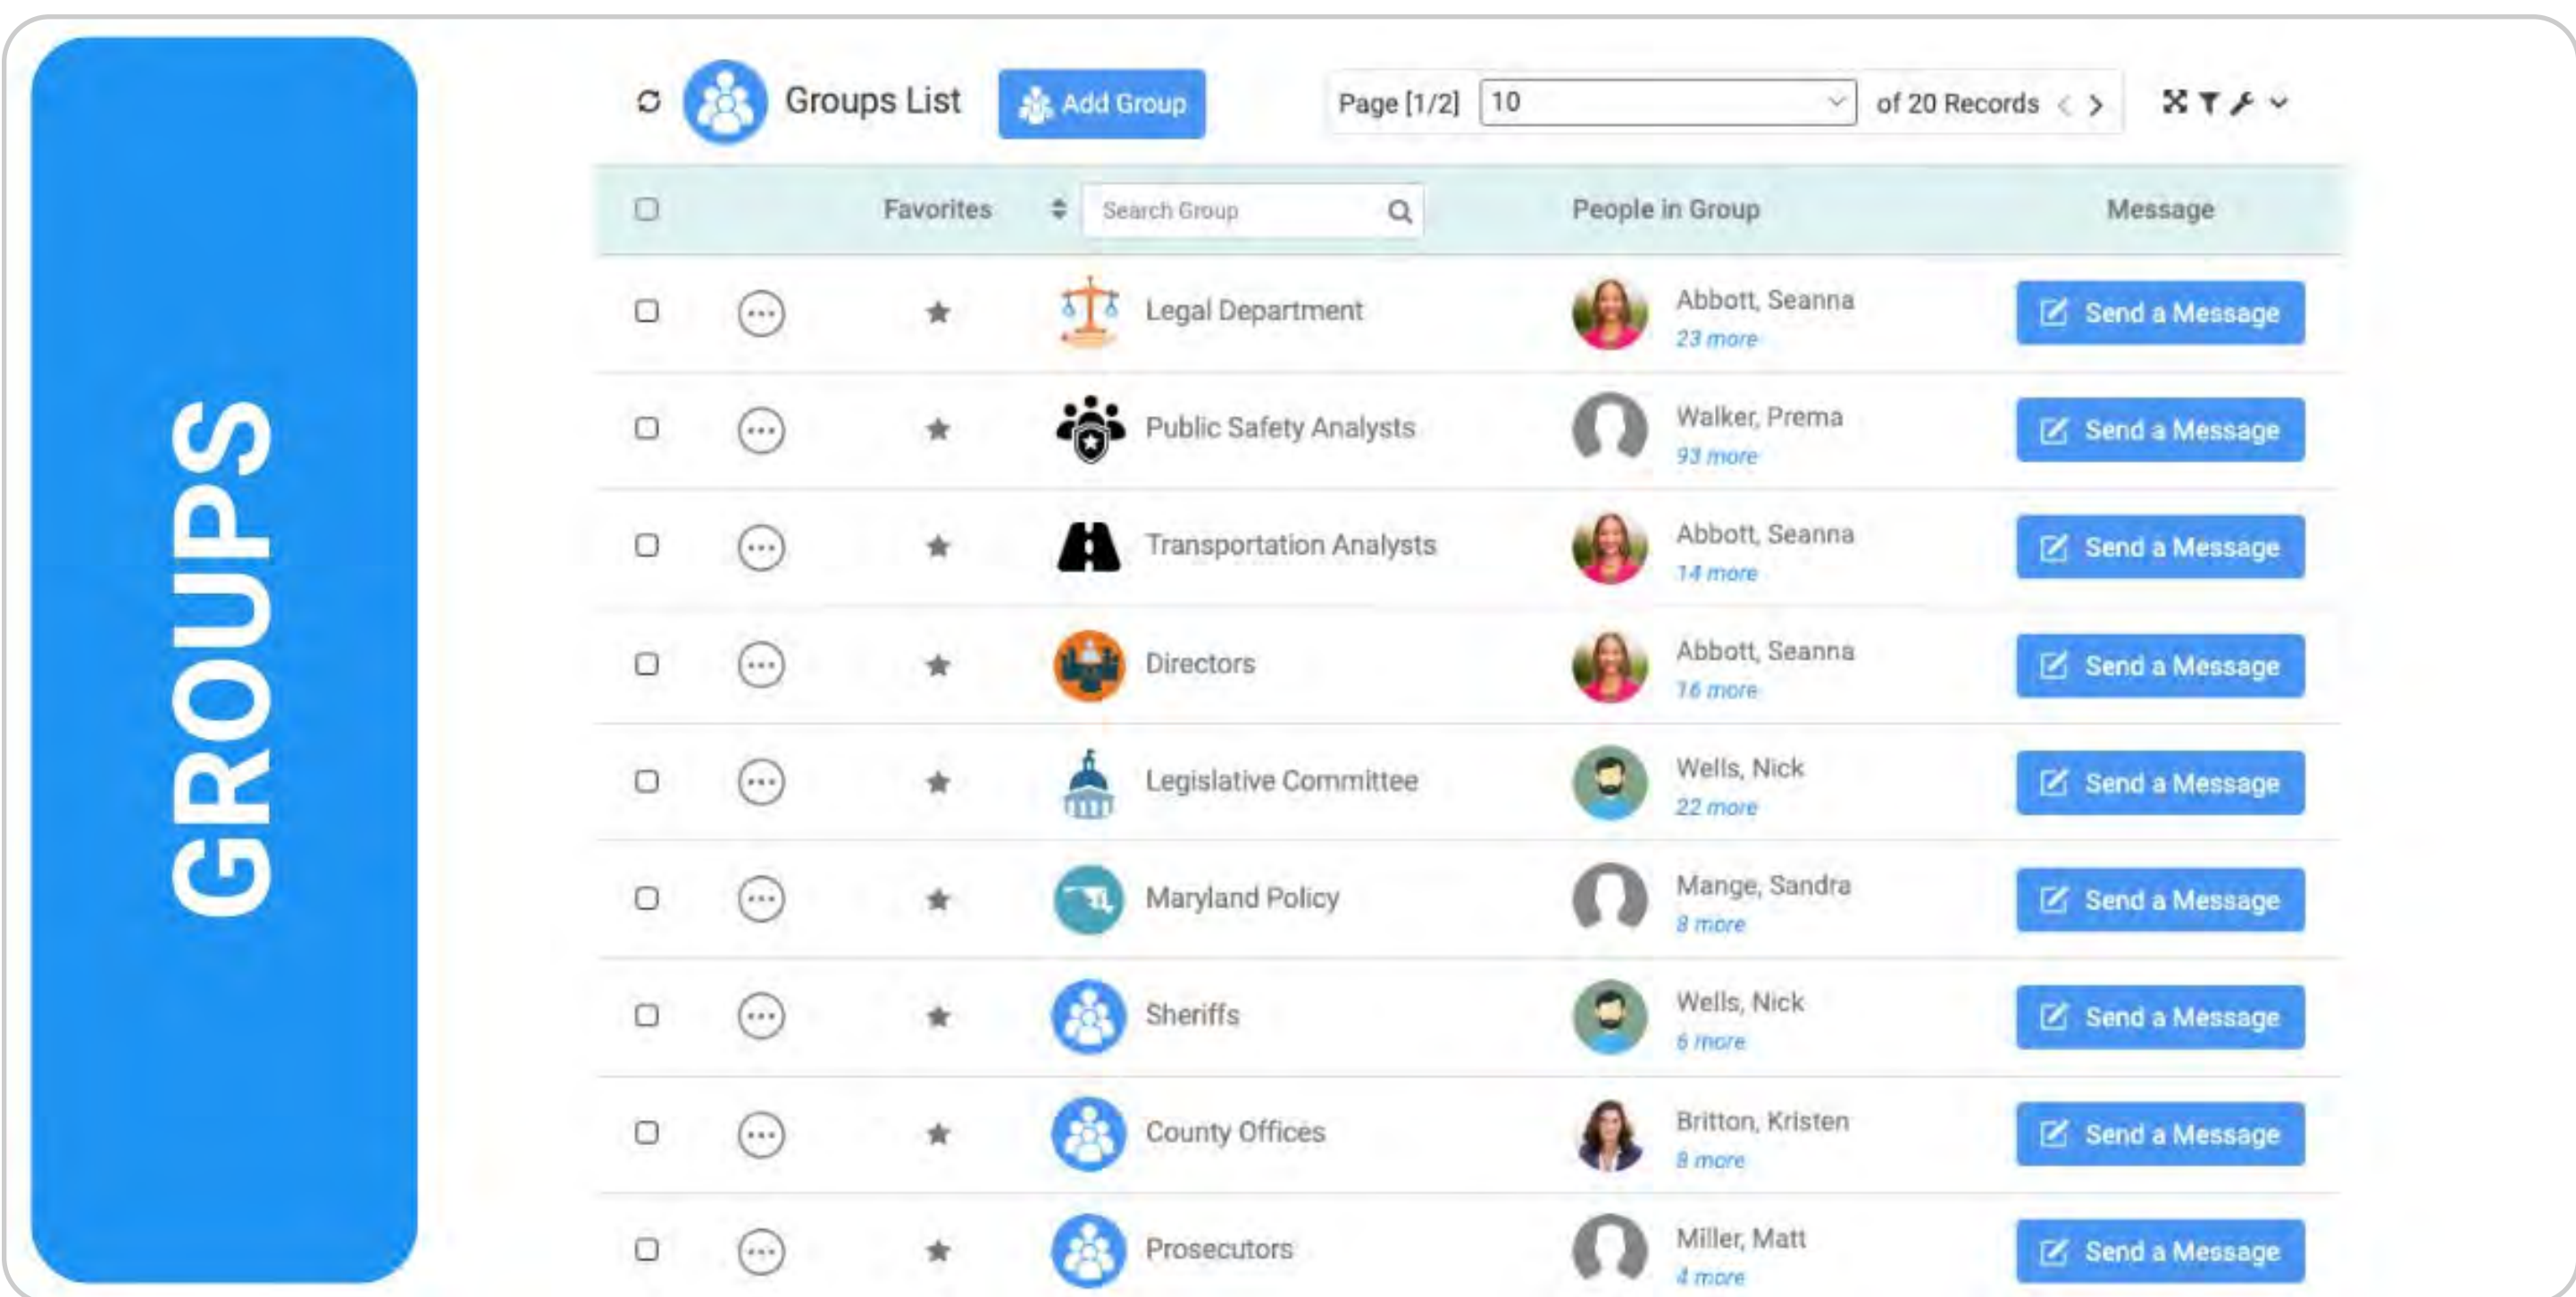 GROUPS
Groups List
Add Group
Page [1/2] 10 of 20 Records
Favorites Search Group People in Group Message
Legal Department Abbott, Seanna Send a Message
23 more
Public Safety Analysts Walker, Prema Send a Message
93 more
Transportation Analysts Abbott, Seanna Send a Message
14 more
Directors Abbott, Seanna Send a Message
16 more
Legislative Committee Wells, Nick Send a Message
22 more
Maryland Policy Mange, Sandra Send a Message
8 more
Sheriffs Wells, Nick Send a Message
6 more
County Offices Britton, Kristen Send a Message
8 more
Prosecutors Miller, Matt Send a Message
4 more